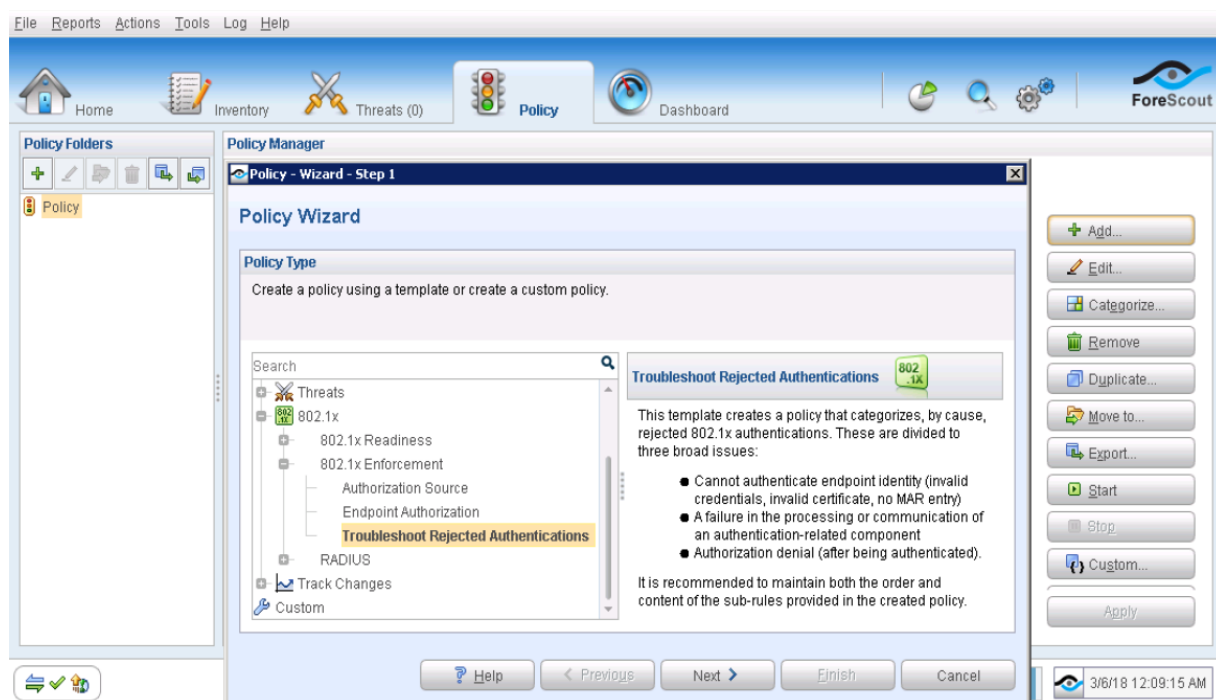 File Reports Actions Tools Log Help
Home
Inventory
Threats (0)
Policy
Dashboard
ForeScout
Policy Folders
Policy
Policy Manager
Policy - Wizard - Step 1
Policy Wizard
Policy Type
Create a policy using a template or create a custom policy.
Search
Threats
802.1x
802.1x Readiness
802.1x Enforcement
Authorization Source
Endpoint Authorization
Troubleshoot Rejected Authentications
RADIUS
Track Changes
Custom
Troubleshoot Rejected Authentications
802
.1X
This template creates a policy that categorizes, by cause,
rejected 802.1x authentications. These are divided to
three broad issues:
Cannot authenticate endpoint identity (invalid
credentials, invalid certificate, no MAR entry)
A failure in the processing or communication of
an authentication-related component
Authorization denial (after being authenticated).
It is recommended to maintain both the order and
content of the sub-rules provided in the created policy.
Help
Previous
Next
Finish
Cancel
Add...
Edit...
Categorize...
Remove
Duplicate...
Move to...
Export...
Start
Stop
Custom...
Apply
3/6/18 12:09:15 AM